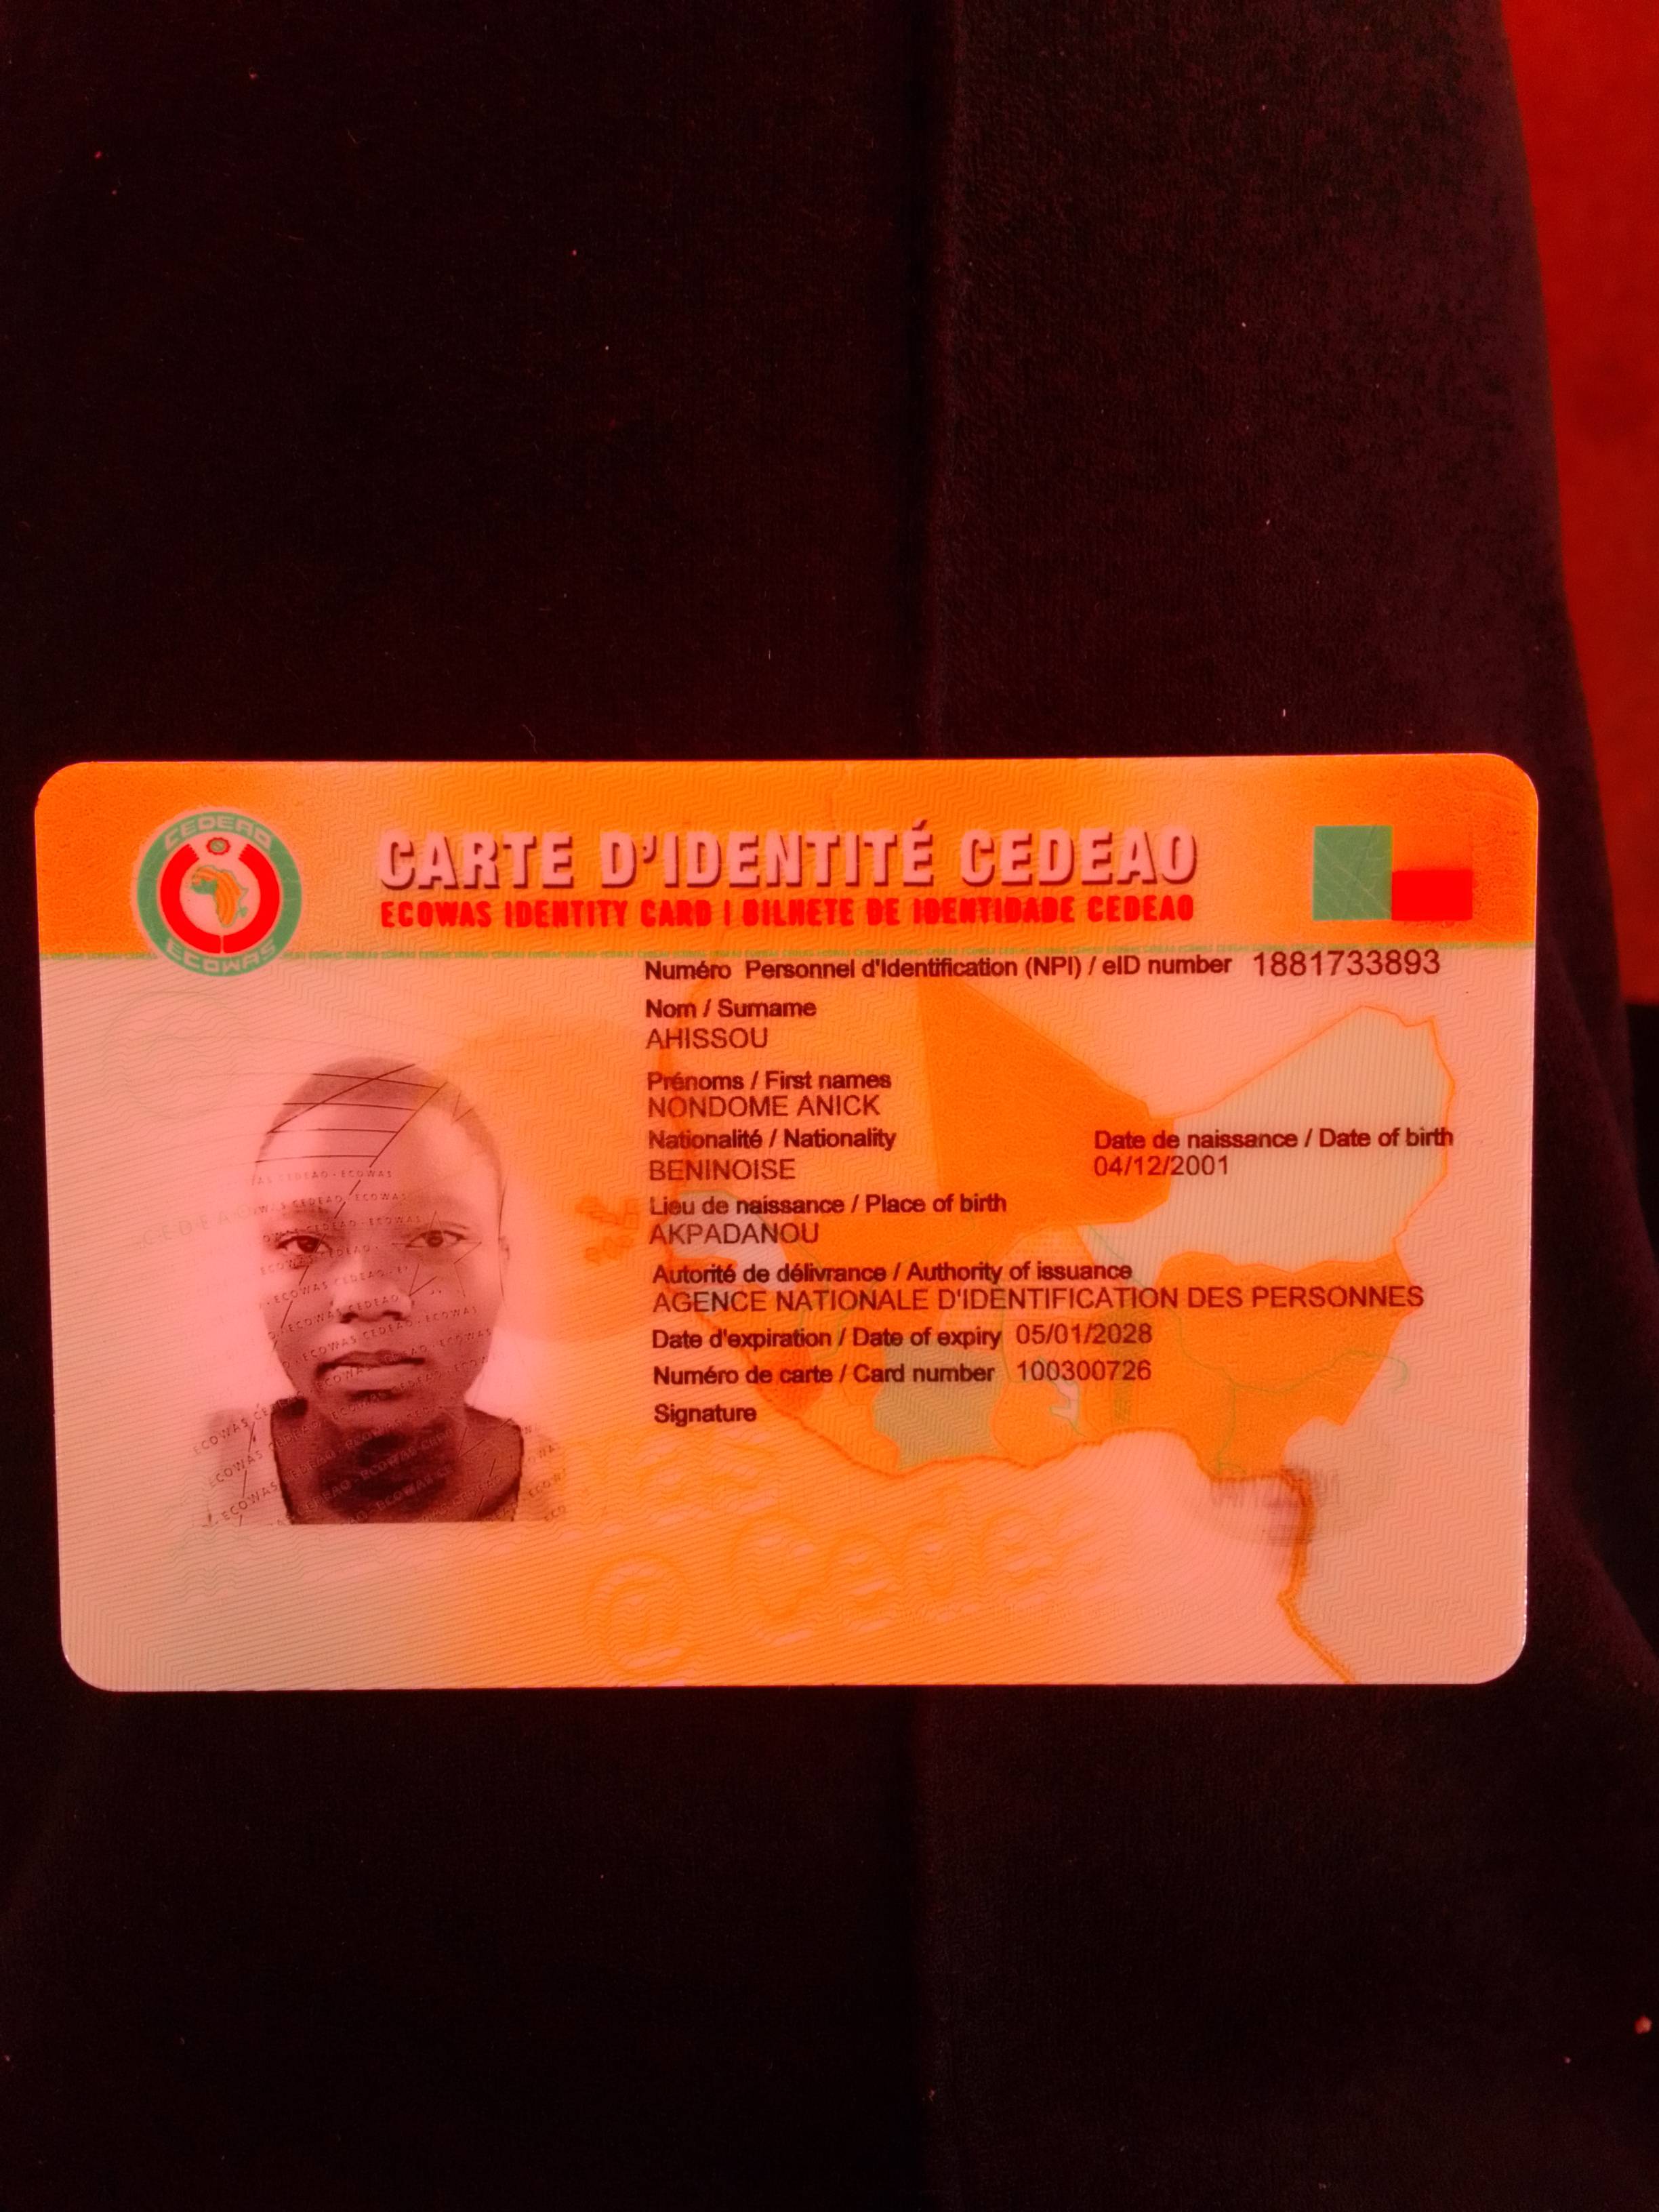 CEDEAO
ECOWAS
CARTE D'IDENTITÉ CEDEAO
ECOWAS IDENTITY CARD | BILHETE DE IDENTIDADE CEDEAO
Numéro Personnel d'Identification (NPI) / eID number 1881733893
Nom / Surname
AHISSOU
Prénoms / First names
NONDOME ANICK
Nationalité / Nationality
BENINOISE
Date de naissance / Date of birth
04/12/2001
Lieu de naissance / Place of birth
AKPADANOU
Autorité de délivrance / Authority of issuance
AGENCE NATIONALE D'IDENTIFICATION DES PERSONNES
Date d'expiration / Date of expiry 05/01/2028
Numéro de carte / Card number 100300726
Signature